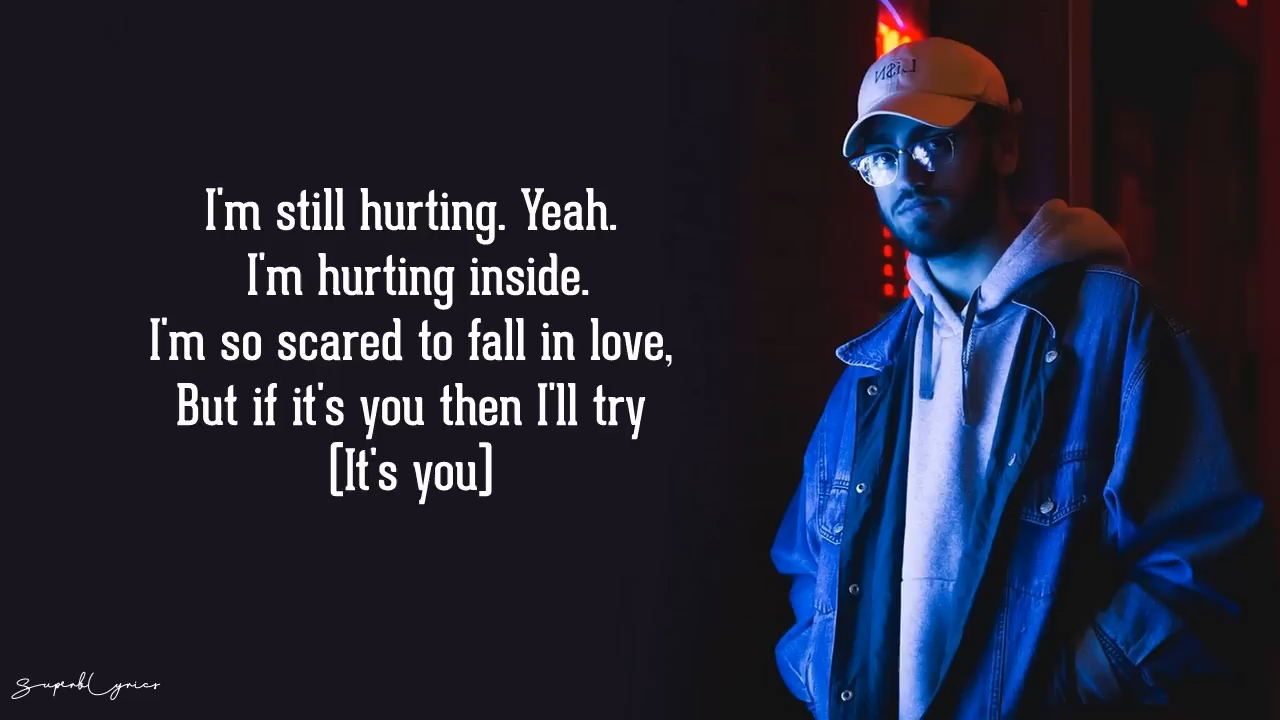 I'm still hurting. Yeah.
I'm hurting inside.
I'm so scared to fall in love,
But if it's you then I'll try
[It's you]
LISN
SuperbLyrics